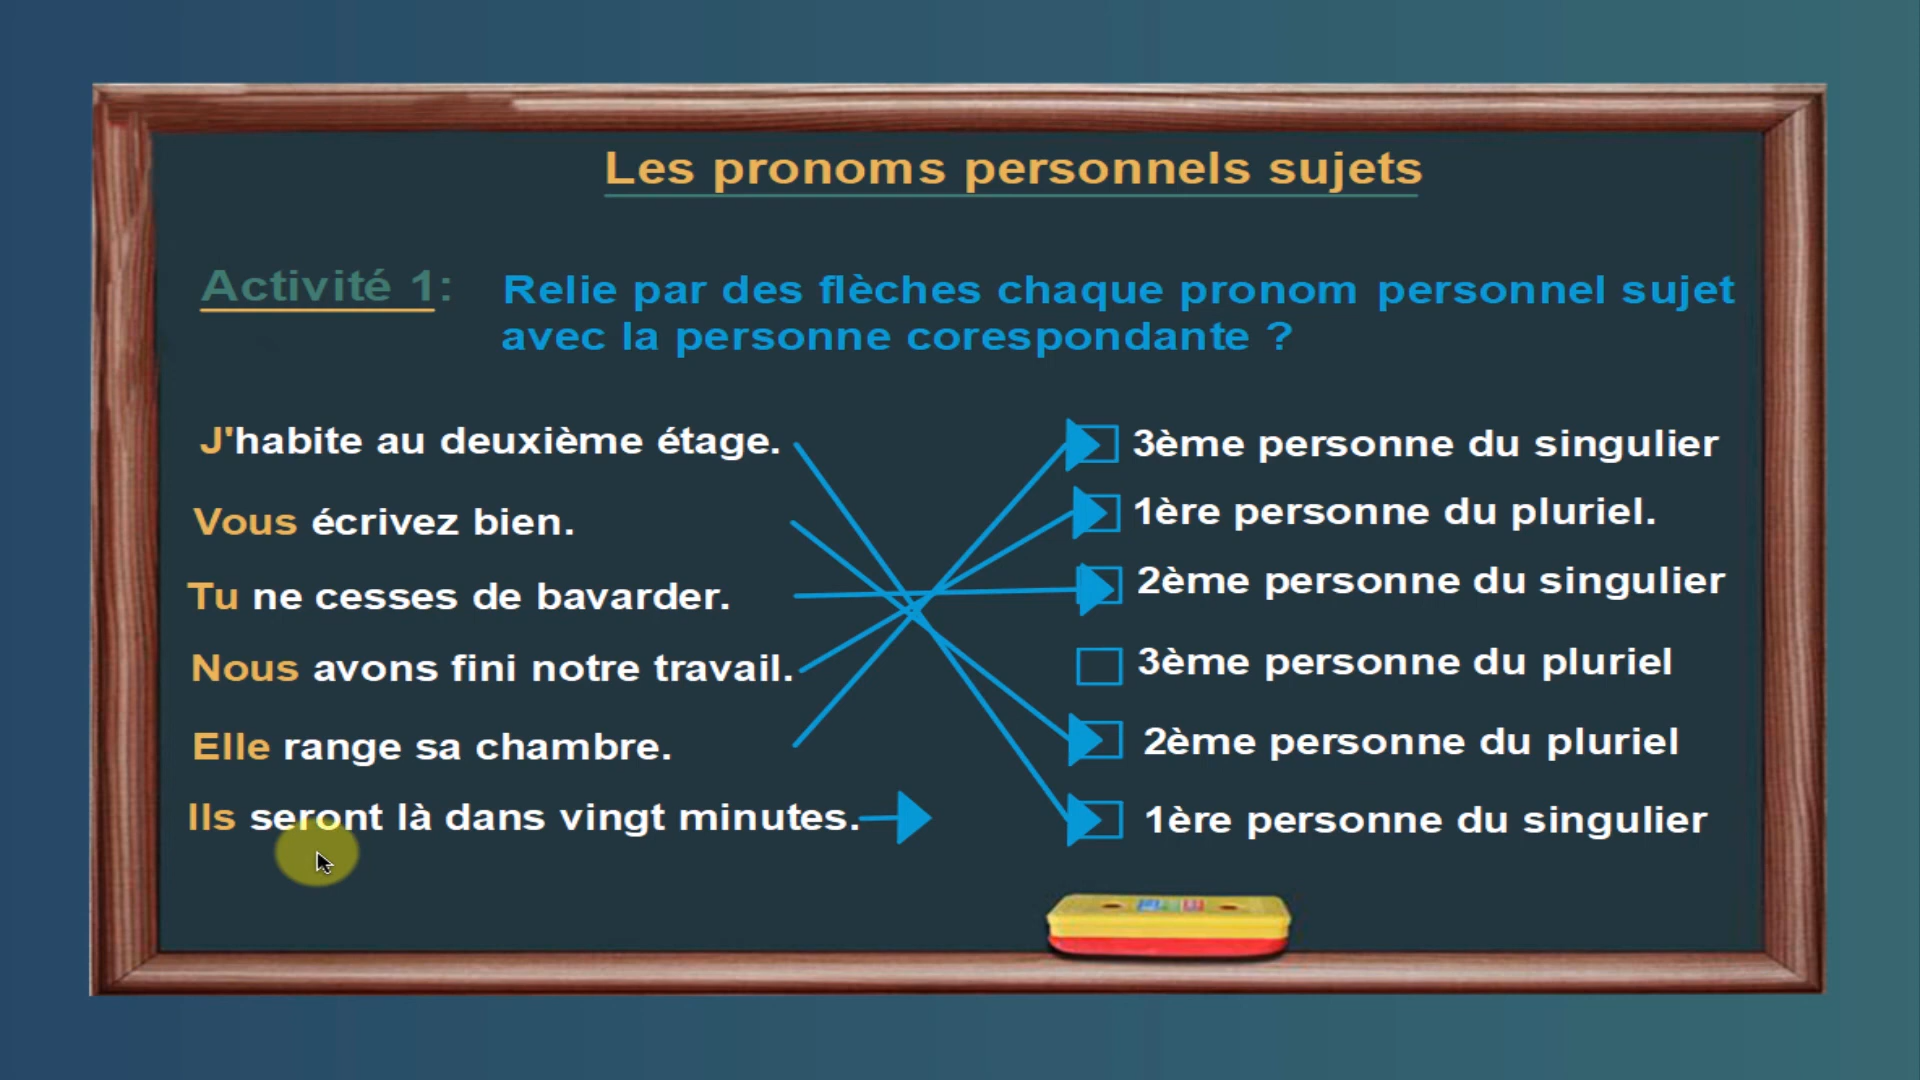 Les pronoms personnels sujets
Activité 1:
Relie par des flèches chaque pronom personnel sujet
avec la personne corespondante ?
J'habite au deuxième étage.
Vous écrivez bien.
Tu ne cesses de bavarder.
Nous avons fini notre travail.
Elle range sa chambre.
Ils seront là dans vingt minutes.
3ème personne du singulier
1ère personne du pluriel.
2ème personne du singulier
3ème personne du pluriel
2ème personne du pluriel
1ère personne du singulier